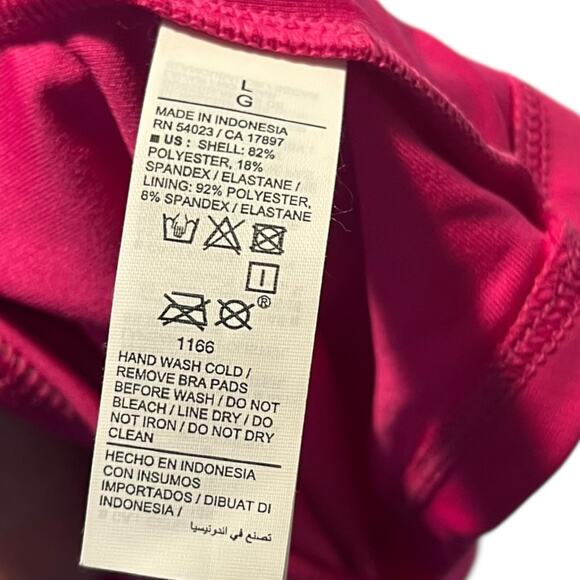 L
G
MADE IN INDONESIA
RN 54023 / CA 17897
US : SHELL: 82%
POLYESTER, 18%
SPANDEX / ELASTANE /
LINING: 92% POLYESTER,
8% SPANDEX / ELASTANE
®
1166
HAND WASH COLD /
REMOVE BRA PADS
BEFORE WASH / DO NOT
BLEACH / LINE DRY / DO
NOT IRON / DO NOT DRY
CLEAN
HECHO EN INDONESIA
CON INSUMOS
IMPORTADOS / DIBUAT DI
INDONESIA /
تصنع في اندونيسيا